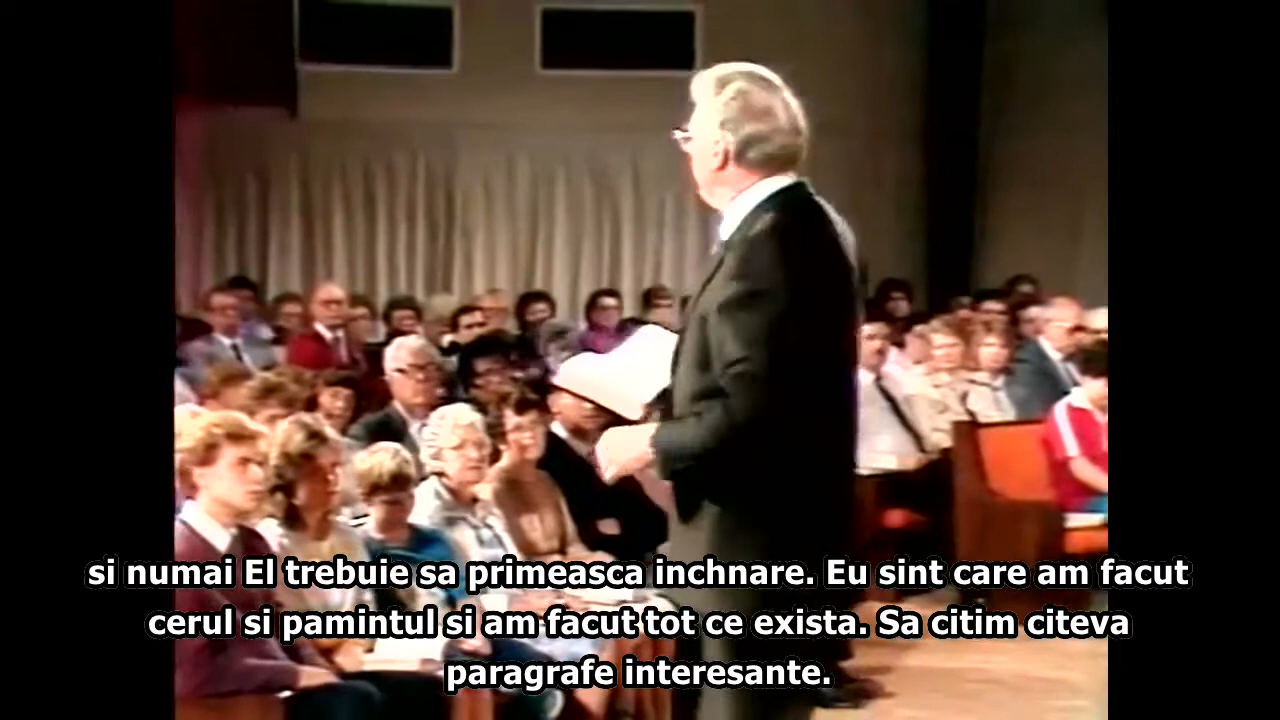 si numai El trebuie sa primeasca inchnare. Eu sint care am facut
cerul si pamintul si am facut tot ce exista. Sa citim citeva
paragrafe interesante.